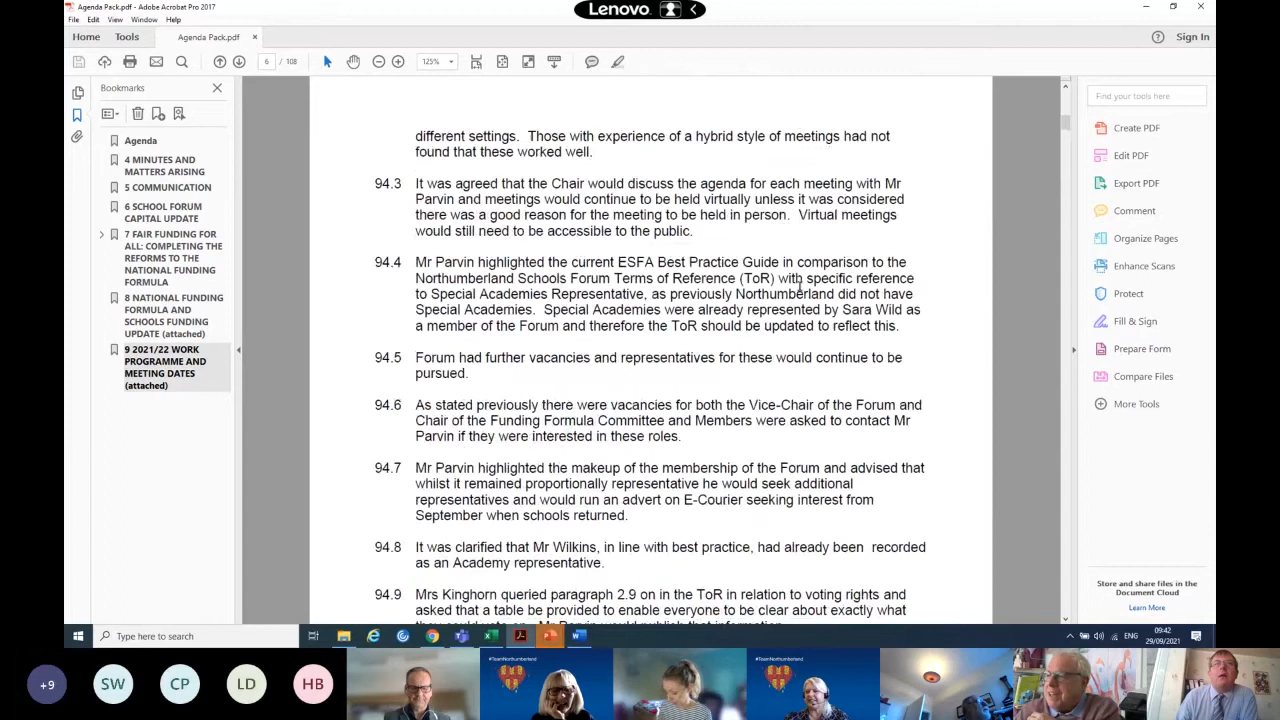 Agenda Pack.pdf - Adobe Acrobat Pro 2017
Lenovo
File Edit View Window Help
Home Tools Agenda Pack.pdf × Sign In
6 / 108 125%
Bookmarks
Agenda
4 MINUTES AND
MATTERS ARISING
5 COMMUNICATION
6 SCHOOL FORUM
CAPITAL UPDATE
7 FAIR FUNDING FOR
ALL: COMPLETING THE
REFORMS TO THE
NATIONAL FUNDING
FORMULA
8 NATIONAL FUNDING
FORMULA AND
SCHOOLS FUNDING
UPDATE (attached)
9 2021/22 WORK
PROGRAMME AND
MEETING DATES
(attached)
different settings. Those with experience of a hybrid style of meetings had not
found that these worked well.
94.3 It was agreed that the Chair would discuss the agenda for each meeting with Mr
Parvin and meetings would continue to be held virtually unless it was considered
there was a good reason for the meeting to be held in person. Virtual meetings
would still need to be accessible to the public.
94.4 Mr Parvin highlighted the current ESFA Best Practice Guide in comparison to the
Northumberland Schools Forum Terms of Reference (ToR) with specific reference
to Special Academies Representative, as previously Northumberland did not have
Special Academies. Special Academies were already represented by Sara Wild as
a member of the Forum and therefore the ToR should be updated to reflect this.
94.5 Forum had further vacancies and representatives for these would continue to be
pursued.
94.6 As stated previously there were vacancies for both the Vice-Chair of the Forum and
Chair of the Funding Formula Committee and Members were asked to contact Mr
Parvin if they were interested in these roles.
94.7 Mr Parvin highlighted the makeup of the membership of the Forum and advised that
whilst it remained proportionally representative he would seek additional
representatives and would run an advert on E-Courier seeking interest from
September when schools returned.
94.8 It was clarified that Mr Wilkins, in line with best practice, had already been recorded
as an Academy representative.
94.9 Mrs Kinghorn queried paragraph 2.9 on in the ToR in relation to voting rights and
asked that a table be provided to enable everyone to be clear about exactly what
Find your tools here
Create PDF
Edit PDF
Export PDF
Comment
Organize Pages
Enhance Scans
Protect
Fill & Sign
Prepare Form
Compare Files
More Tools
Store and share files in the
Document Cloud
Learn More
Type here to search
ENG
09:42
29/09/2021
+9 SW CP LD HB
#TeamNorthumberland
#TeamNorthumberland